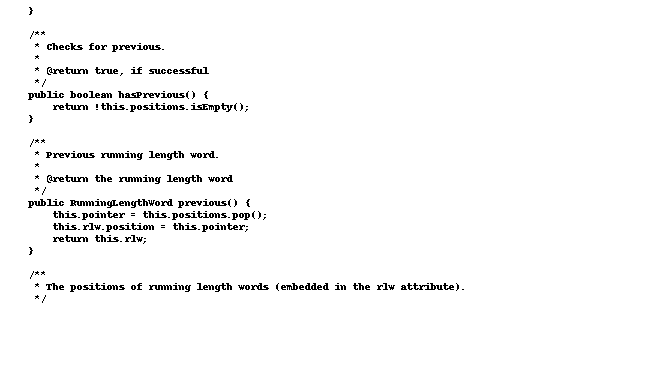 }
/**
 * Checks for previous.
 *
 * @return true, if successful
 */
public boolean hasPrevious() {
    return !this.positions.isEmpty();
}
/**
 * Previous running length word.
 *
 * @return the running length word
 */
public RunningLengthWord previous() {
    this.pointer = this.positions.pop();
    this.rlw.position = this.pointer;
    return this.rlw;
}
/**
 * The positions of running length words (embedded in the rlw attribute).
 */